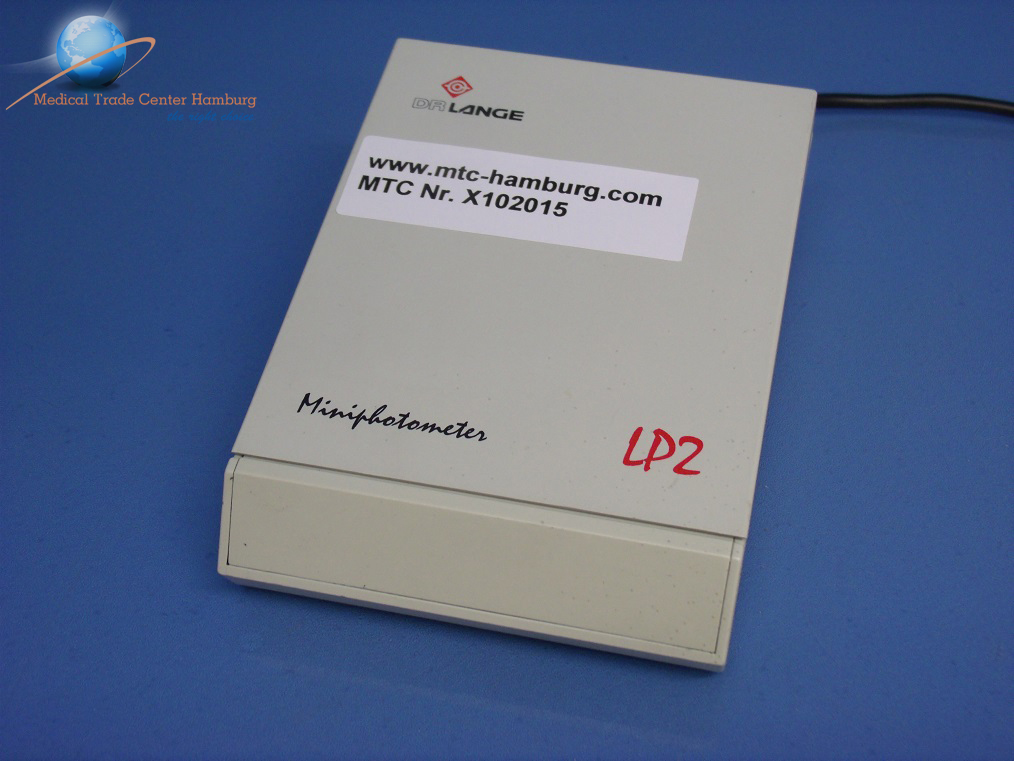 Medical Trade Center Hamburg
DR LANGE
www.mtc-hamburg.com
MTC Nr. X102015
Miniphotometer
LP2